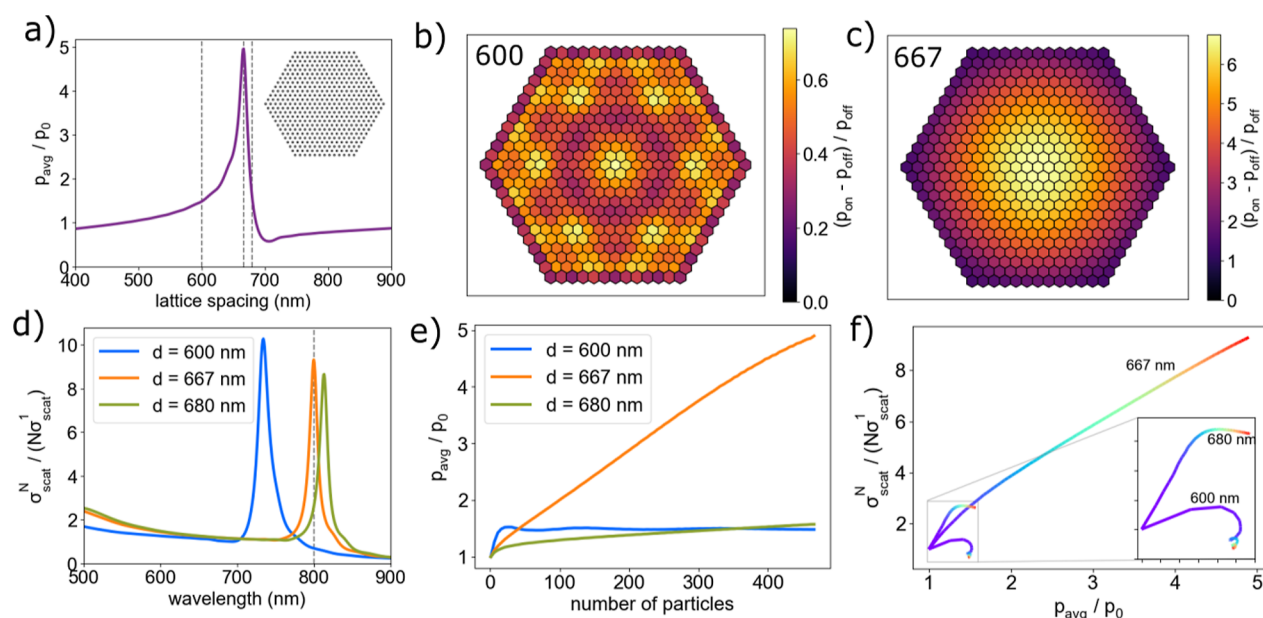 a)
5
4
3
2
1
0
p_avg / p_0
400 500 600 700 800 900
lattice spacing (nm)
b)
600
0.6
0.4
0.2
0.0
(p_on - p_off) / p_off
c)
667
6
5
4
3
2
1
0
(p_on - p_off) / p_off
d)
d = 600 nm
d = 667 nm
d = 680 nm
10
8
6
4
2
0
σ^N_scat / (Nσ^1_scat)
500 600 700 800 900
wavelength (nm)
e)
d = 600 nm
d = 667 nm
d = 680 nm
5
4
3
2
1
p_avg / p_0
0 100 200 300 400
number of particles
f)
667 nm
680 nm
600 nm
8
6
4
2
σ^N_scat / (Nσ^1_scat)
1 2 3 4 5
p_avg / p_0